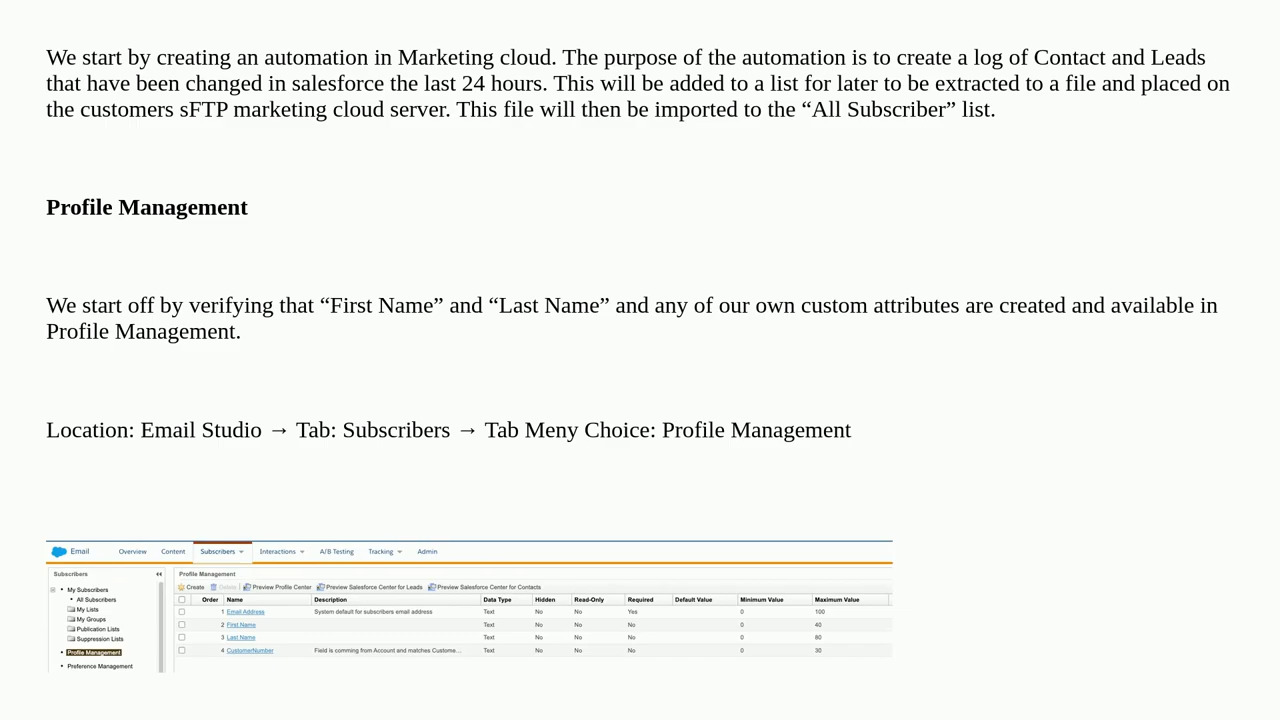 We start by creating an automation in Marketing cloud. The purpose of the automation is to create a log of Contact and Leads
that have been changed in salesforce the last 24 hours. This will be added to a list for later to be extracted to a file and placed on
the customers sFTP marketing cloud server. This file will then be imported to the “All Subscriber” list.
Profile Management
We start off by verifying that “First Name” and “Last Name” and any of our own custom attributes are created and available in
Profile Management.
Location: Email Studio → Tab: Subscribers → Tab Meny Choice: Profile Management
Email Overview Content Subscribers Interactions A/B Testing Tracking Admin
Subscribers
My Subscribers
All Subscribers
My Lists
My Groups
Publication Lists
Suppression Lists
Profile Management
Preference Management
Profile Management
Create Delete Preview Profile Center Preview Salesforce Center for Leads Preview Salesforce Center for Contacts
Order Name Description Data Type Hidden Read-Only Required Default Value Minimum Value Maximum Value
1 Email Address System default for subscribers email address Text No No Yes 0 100
2 First Name Text No No No 0 40
3 Last Name Text No No No 0 80
4 CustomerNumber Field is comming from Account and matches Custome... Text No No No 0 30